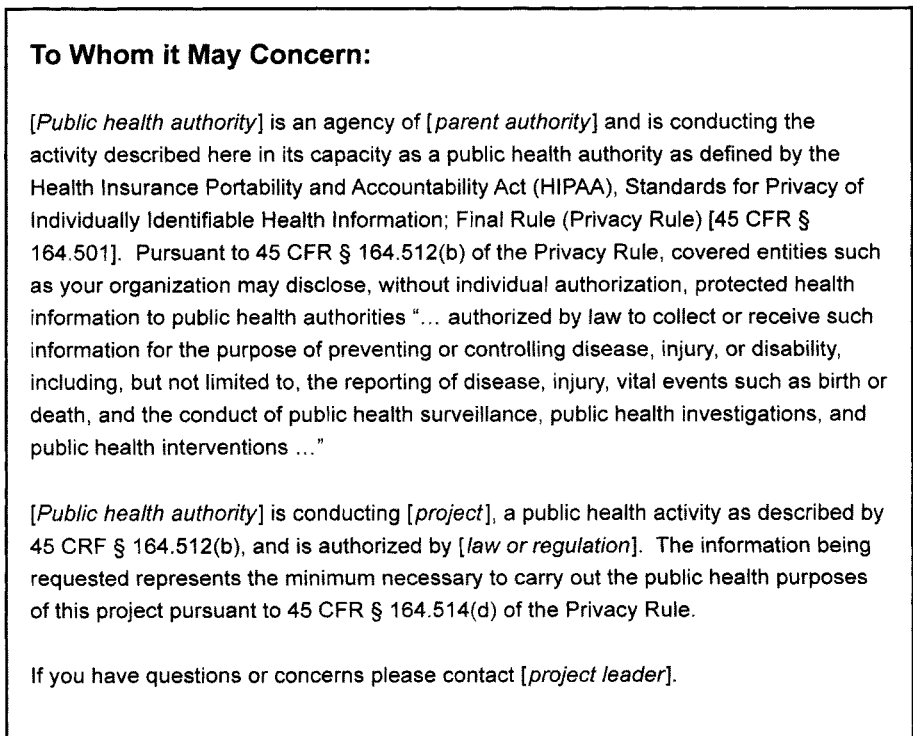 To Whom it May Concern:
[Public health authority] is an agency of [parent authority] and is conducting the
activity described here in its capacity as a public health authority as defined by the
Health Insurance Portability and Accountability Act (HIPAA), Standards for Privacy of
Individually Identifiable Health Information; Final Rule (Privacy Rule) [45 CFR §
164.501].  Pursuant to 45 CFR § 164.512(b) of the Privacy Rule, covered entities such
as your organization may disclose, without individual authorization, protected health
information to public health authorities “... authorized by law to collect or receive such
information for the purpose of preventing or controlling disease, injury, or disability,
including, but not limited to, the reporting of disease, injury, vital events such as birth or
death, and the conduct of public health surveillance, public health investigations, and
public health interventions ...”
[Public health authority] is conducting [project], a public health activity as described by
45 CRF § 164.512(b), and is authorized by [law or regulation].  The information being
requested represents the minimum necessary to carry out the public health purposes
of this project pursuant to 45 CFR § 164.514(d) of the Privacy Rule.
If you have questions or concerns please contact [project leader].